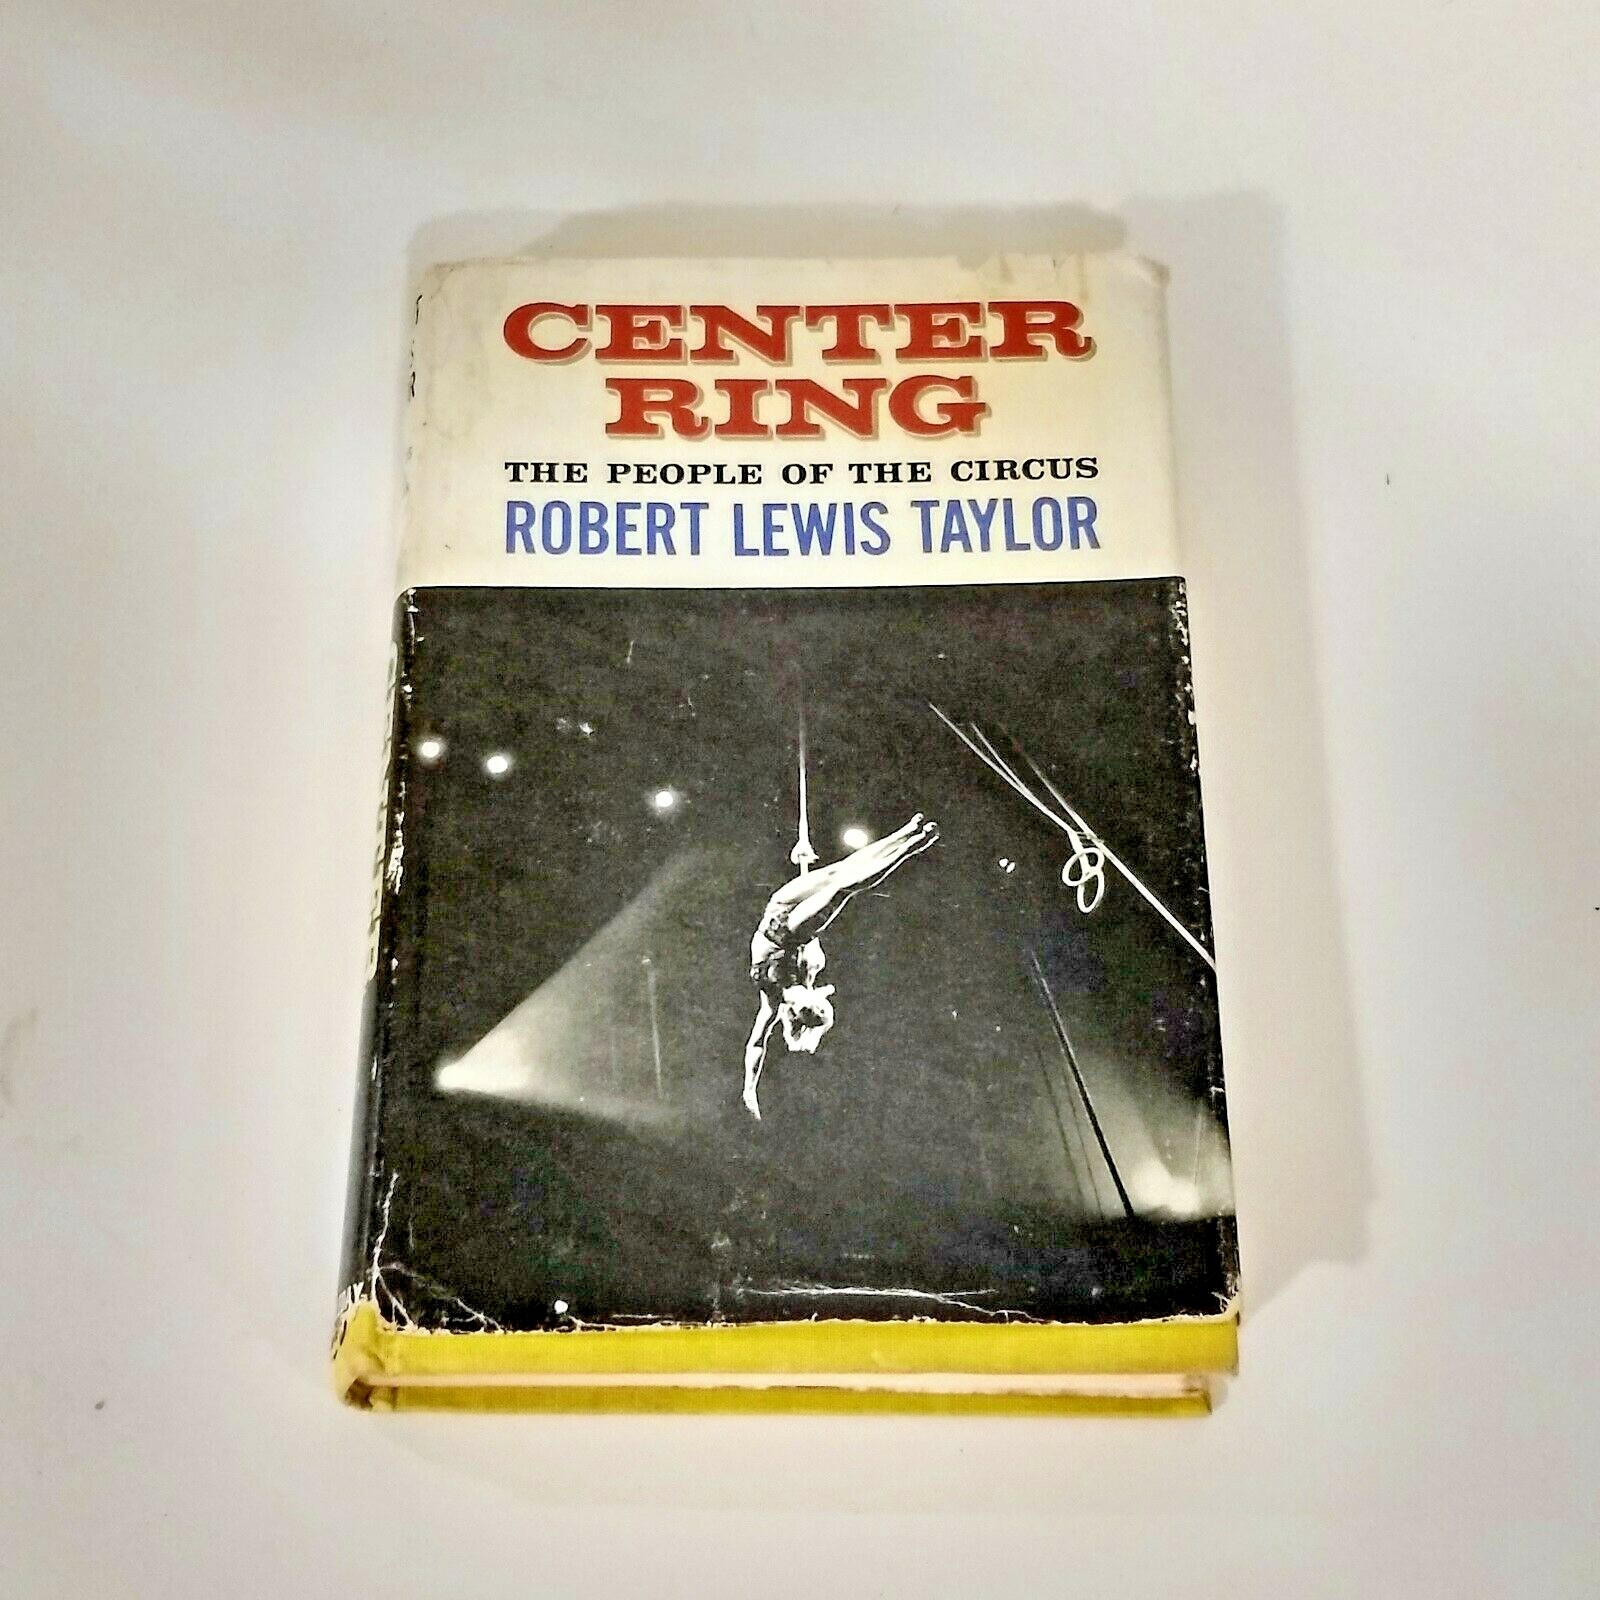 CENTER
RING
THE PEOPLE OF THE CIRCUS
ROBERT LEWIS TAYLOR